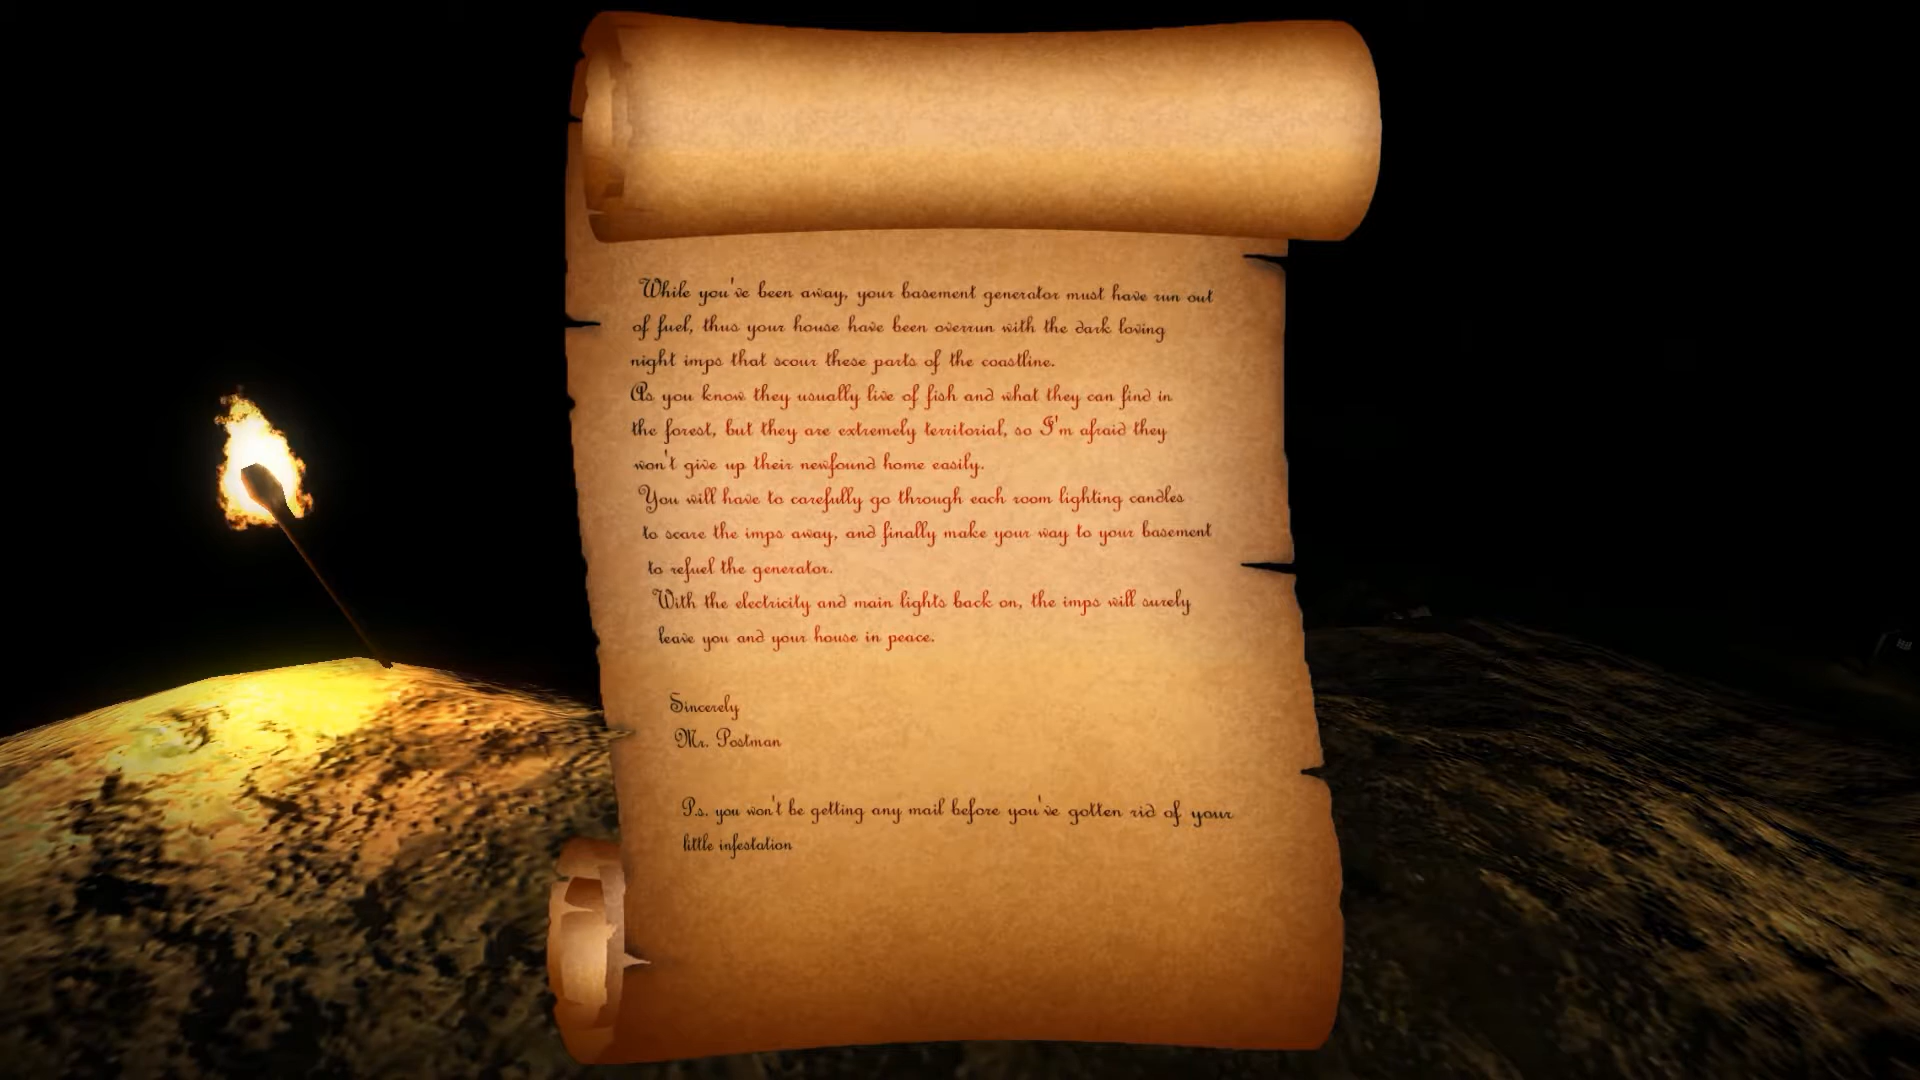 While you've been away, your basement generator must have run out
of fuel, thus your house have been overrun with the dark loving
night imps that scour these parts of the coastline.
As you know they usually live of fish and what they can find in
the forest, but they are extremely territorial, so I'm afraid they
won't give up their newfound home easily.
You will have to carefully go through each room lighting candles
to scare the imps away, and finally make your way to your basement
to refuel the generator.
With the electricity and main lights back on, the imps will surely
leave you and your house in peace.
Sincerely
Mr. Postman
P.s. you won't be getting any mail before you've gotten rid of your
little infestation